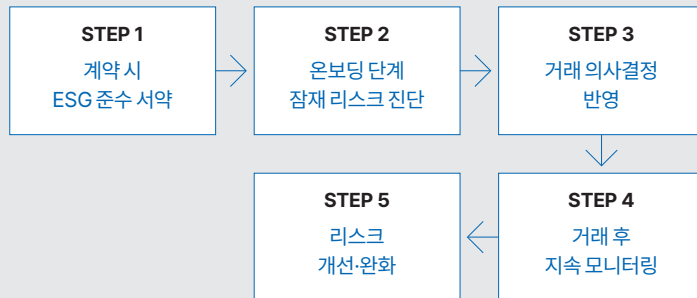 STEP 1
계약 시
ESG 준수 서약
STEP 2
온보딩 단계
잠재 리스크 진단
STEP 3
거래 의사결정
반영
STEP 4
거래 후
지속 모니터링
STEP 5
리스크
개선·완화